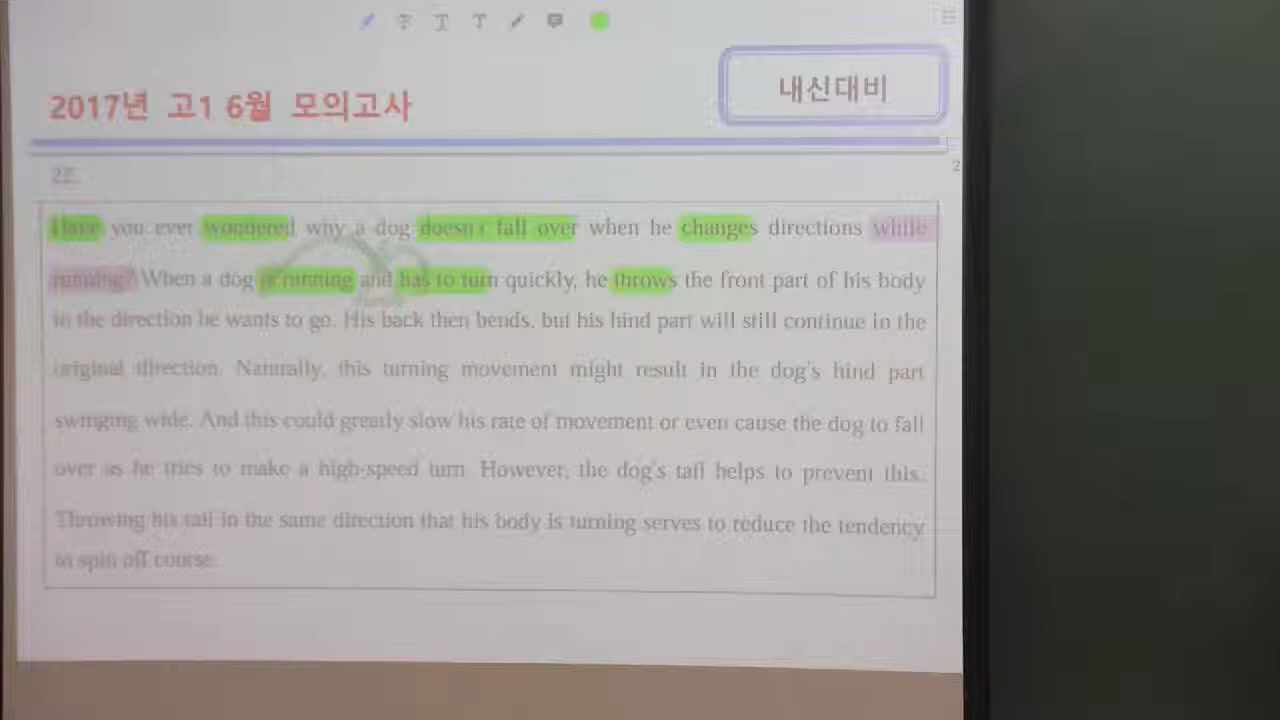 2017년 고1 6월 모의고사
내신대비
22.
2
Have you ever wondered why a dog doesn't fall over when he changes directions while
running? When a dog is running and has to turn quickly, he throws the front part of his body
in the direction he wants to go. His back then bends, but his hind part will still continue in the
original direction. Naturally, this turning movement might result in the dog's hind part
swinging wide. And this could greatly slow his rate of movement or even cause the dog to fall
over as he tries to make a high-speed turn. However, the dog's tail helps to prevent this.
Throwing his tail in the same direction that his body is turning serves to reduce the tendency
to spin off course.